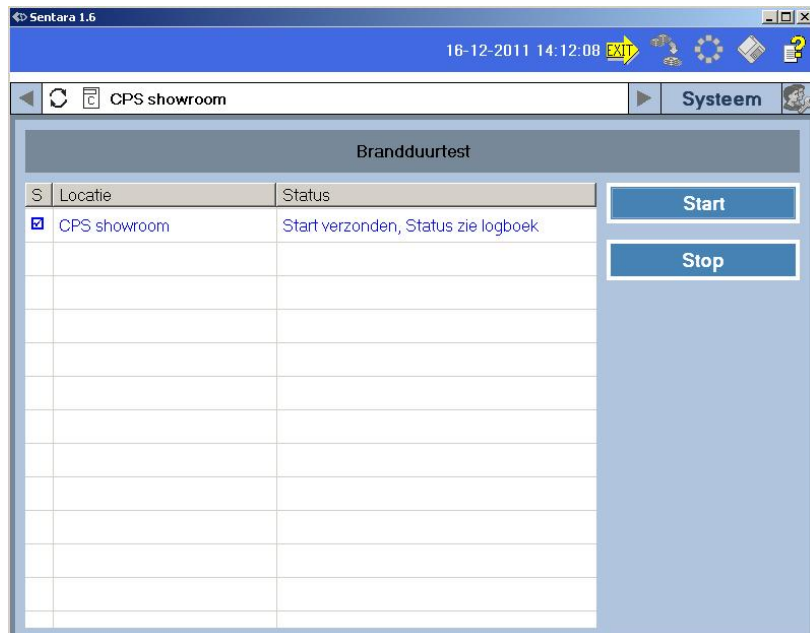 Sentara 1.6
16-12-2011 14:12:08 EXIT
C CPS showroom Systeem
Brandduurtest
S Locatie Status
CPS showroom Start verzonden, Status zie logboek
Start
Stop